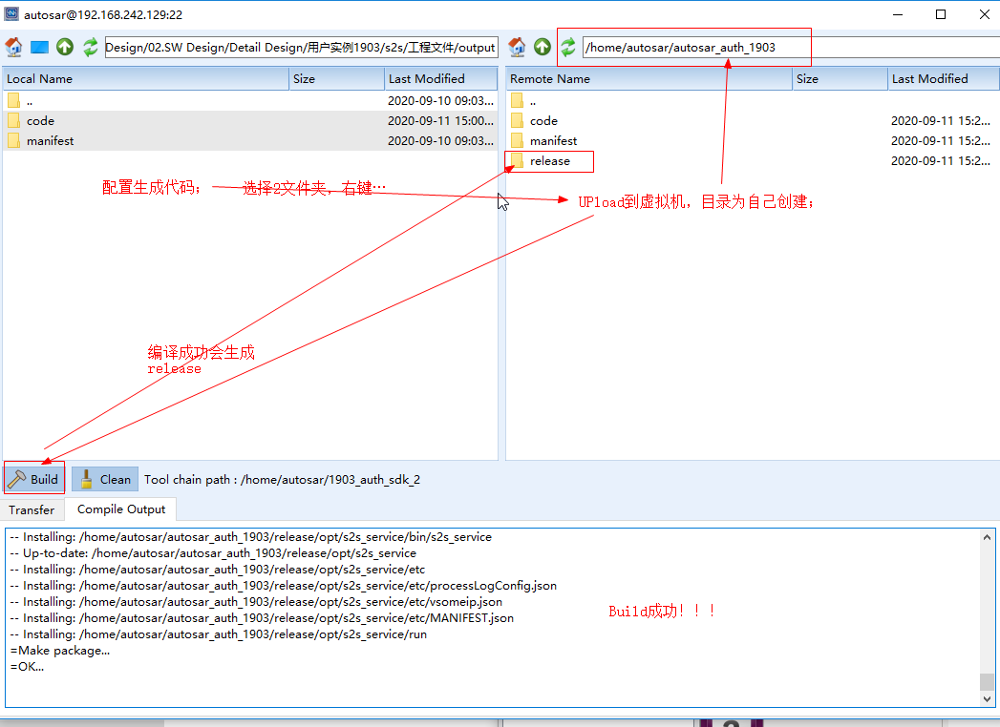 autosar@192.168.242.129:22
Design/02.SW Design/Detail Design/用户实例1903/s2s/工程文件/output
/home/autosar/autosar_auth_1903
Local Name Size Last Modified
Remote Name Size Last Modified
.. 2020-09-10 09:03...
code 2020-09-11 15:00...
manifest 2020-09-10 09:03...
..
code 2020-09-11 15:2...
manifest 2020-09-11 15:2...
release 2020-09-11 15:2...
配置生成代码；
选择2文件夹，右键…
UPload到虚拟机，目录为自己创建；
编译成功会生成
release
Build Clean Tool chain path : /home/autosar/1903_auth_sdk_2
Transfer Compile Output
-- Installing: /home/autosar/autosar_auth_1903/release/opt/s2s_service/bin/s2s_service
-- Up-to-date: /home/autosar/autosar_auth_1903/release/opt/s2s_service
-- Installing: /home/autosar/autosar_auth_1903/release/opt/s2s_service/etc
-- Installing: /home/autosar/autosar_auth_1903/release/opt/s2s_service/etc/processLogConfig.json
-- Installing: /home/autosar/autosar_auth_1903/release/opt/s2s_service/etc/vsomeip.json
-- Installing: /home/autosar/autosar_auth_1903/release/opt/s2s_service/etc/MANIFEST.json
-- Installing: /home/autosar/autosar_auth_1903/release/opt/s2s_service/run
=Make package...
=OK...
Build成功！！！